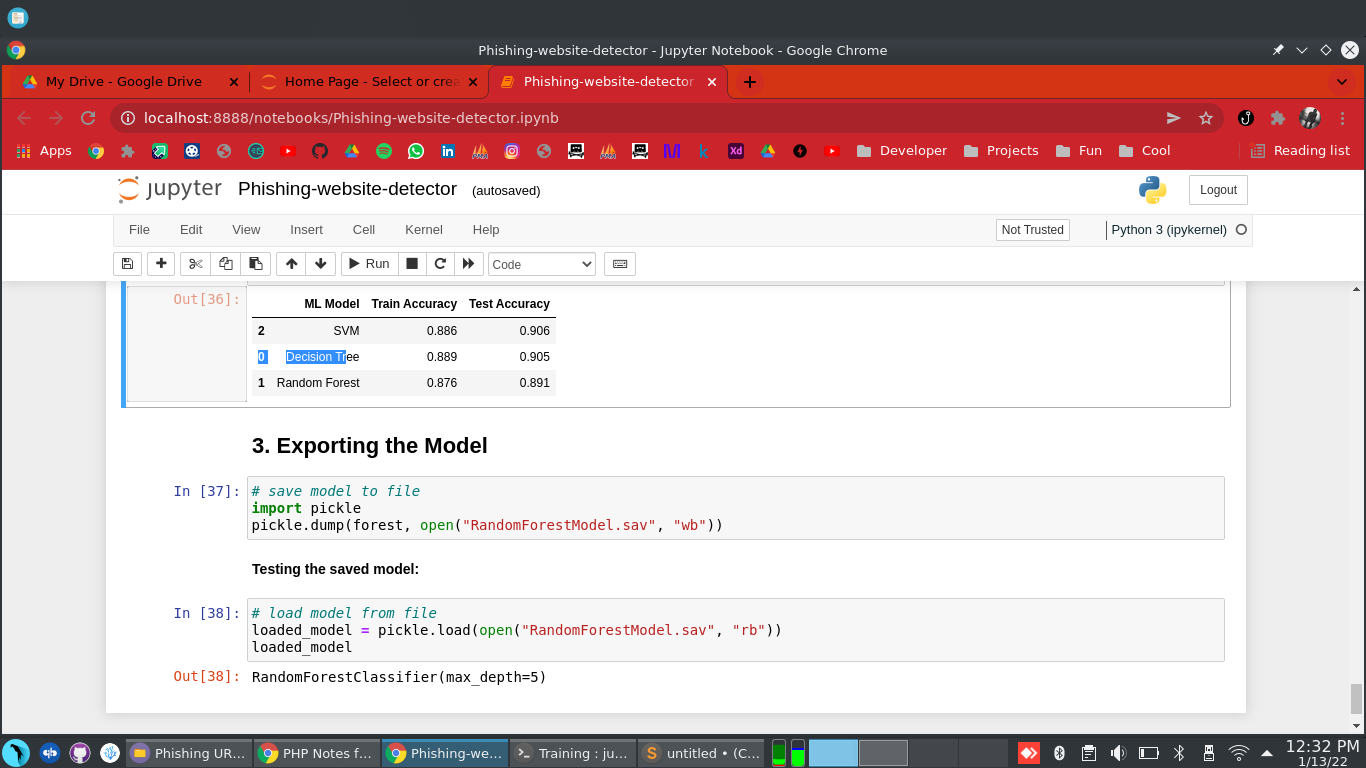 Phishing-website-detector - Jupyter Notebook - Google Chrome
My Drive - Google Drive
Home Page - Select or crea
Phishing-website-detector
localhost:8888/notebooks/Phishing-website-detector.ipynb
Apps
Xd
Developer
Projects
Fun
Cool
Reading list
jupyter
Phishing-website-detector
(autosaved)
Logout
File Edit View Insert Cell Kernel Help
Not Trusted
Python 3 (ipykernel)
Run
Code
Out[36]:
ML Model Train Accuracy Test Accuracy
2 SVM 0.886 0.906
0 Decision Tree 0.889 0.905
1 Random Forest 0.876 0.891
3. Exporting the Model
In [37]:
# save model to file
import pickle
pickle.dump(forest, open("RandomForestModel.sav", "wb"))
Testing the saved model:
In [38]:
# load model from file
loaded_model = pickle.load(open("RandomForestModel.sav", "rb"))
loaded_model
Out[38]:
RandomForestClassifier(max_depth=5)
Phishing UR...
PHP Notes f...
Phishing-we...
Training : ju...
untitled • (C...
12:32 PM
1/13/22